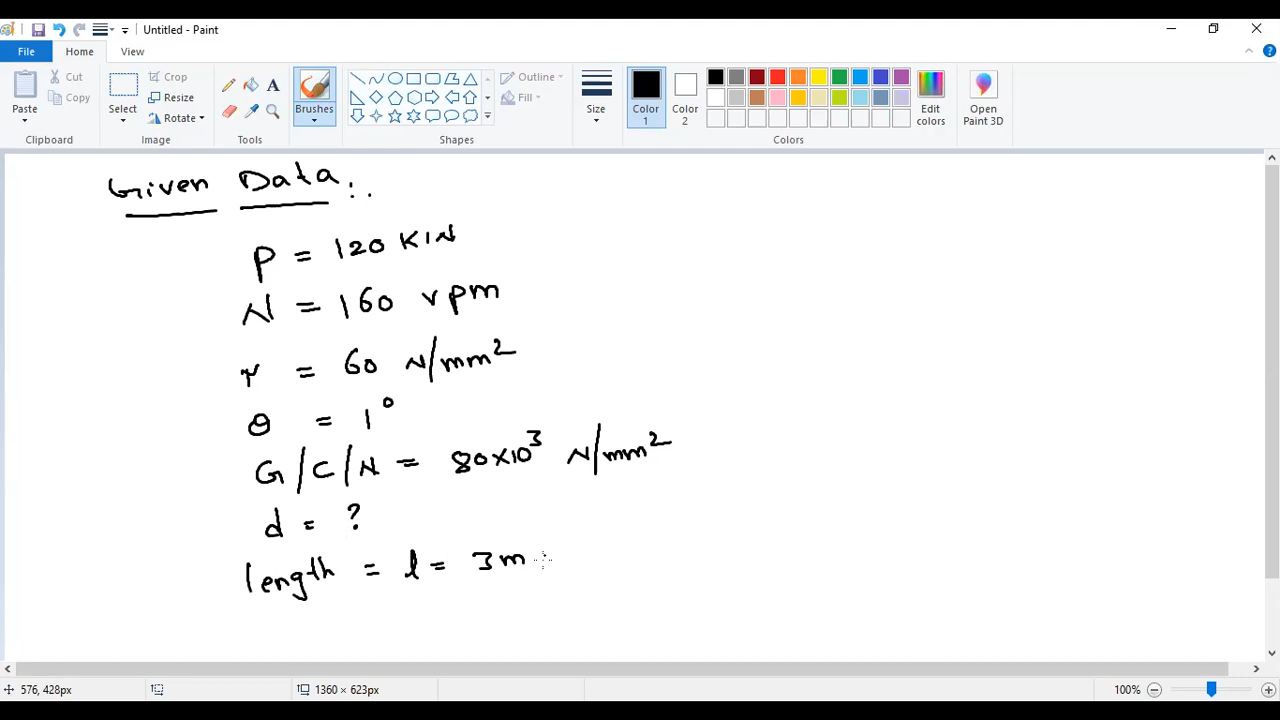 Untitled - Paint
File Home View
Cut
Copy
Paste
Clipboard
Select
Crop
Resize
Rotate
Image
A
Tools
Brushes
Outline
Fill
Shapes
Size
Color 1
Color 2
Edit colors
Colors
Open Paint 3D
Given Data:.
P = 120 KW
N = 160 rpm
τ = 60 N/mm²
θ = 1°
G/C/N = 80×10³ N/mm²
d = ?
length = l = 3m
576, 428px
1360 × 623px
100%